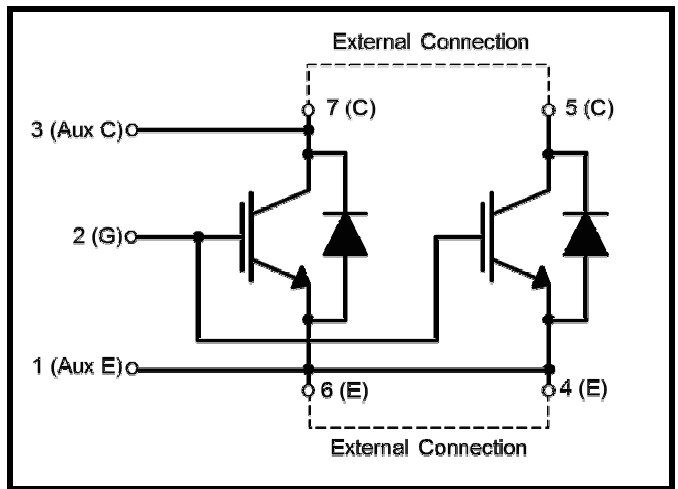 External Connection
7 (C)
5 (C)
3 (Aux C)
2 (G)
1 (Aux E)
6 (E)
4 (E)
External Connection